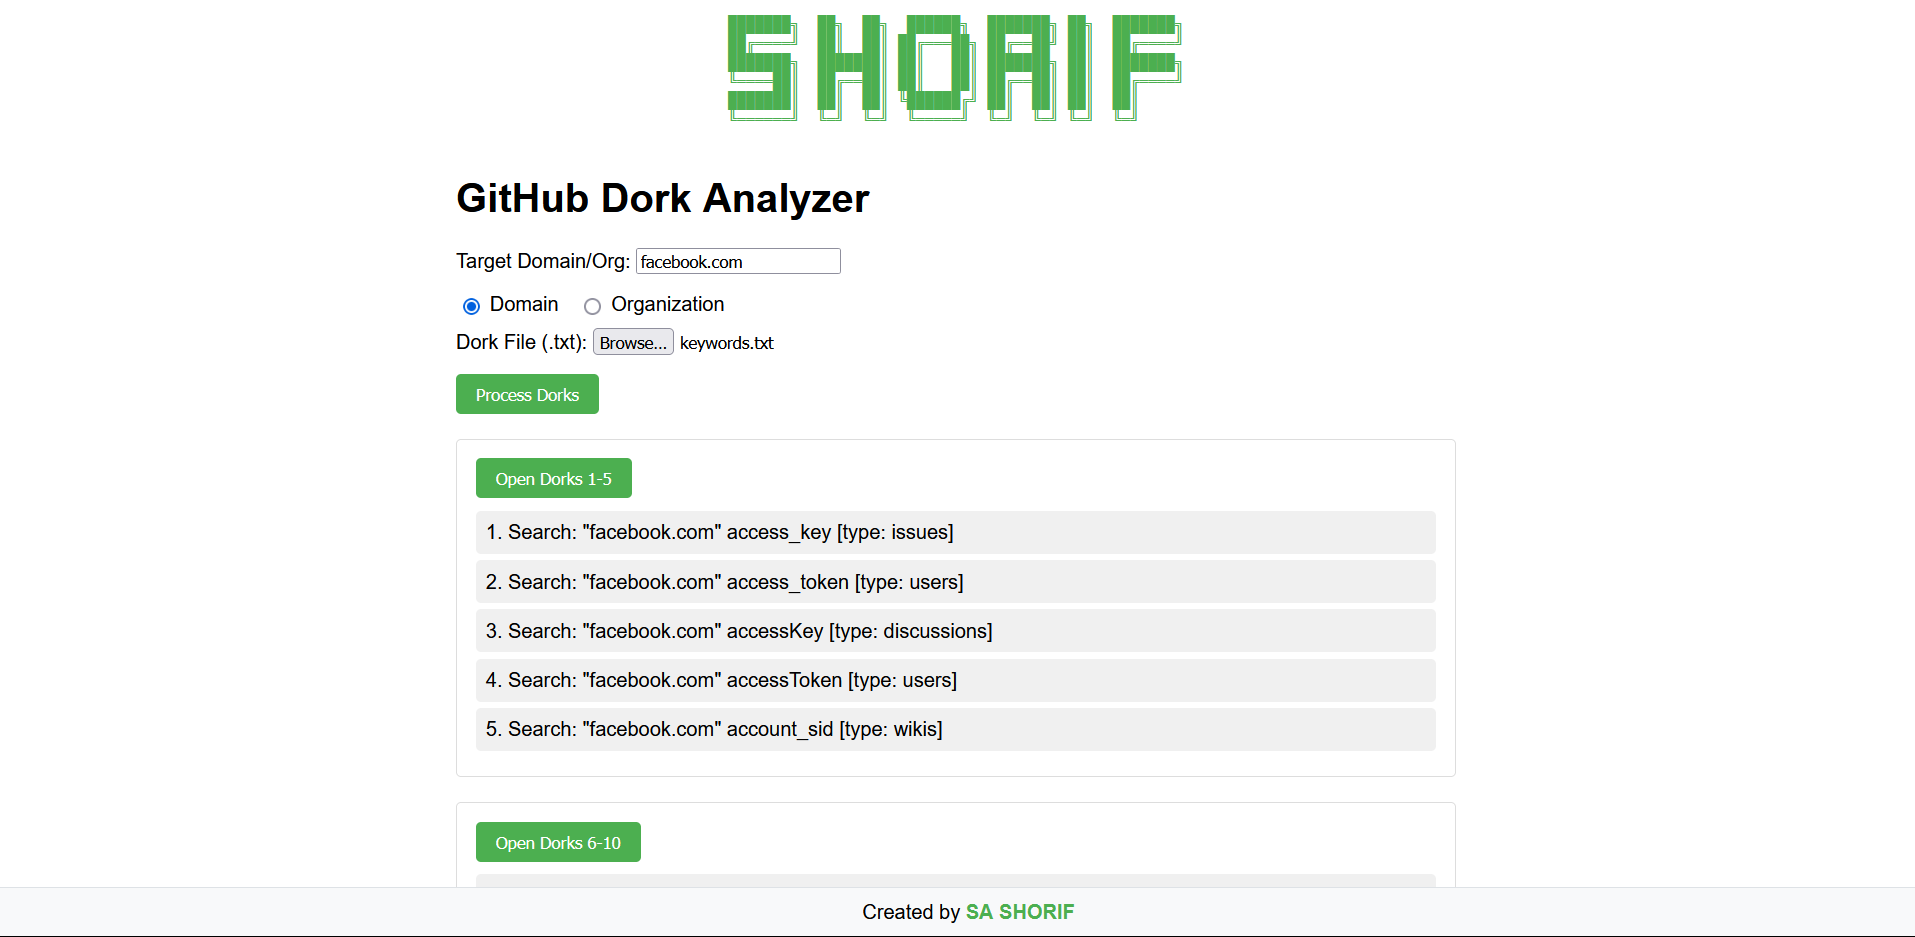 SHORIF
GitHub Dork Analyzer
Target Domain/Org: facebook.com
Domain Organization
Dork File (.txt): Browse... keywords.txt
Process Dorks
Open Dorks 1-5
1. Search: "facebook.com" access_key [type: issues]
2. Search: "facebook.com" access_token [type: users]
3. Search: "facebook.com" accessKey [type: discussions]
4. Search: "facebook.com" accessToken [type: users]
5. Search: "facebook.com" account_sid [type: wikis]
Open Dorks 6-10
Created by SA SHORIF